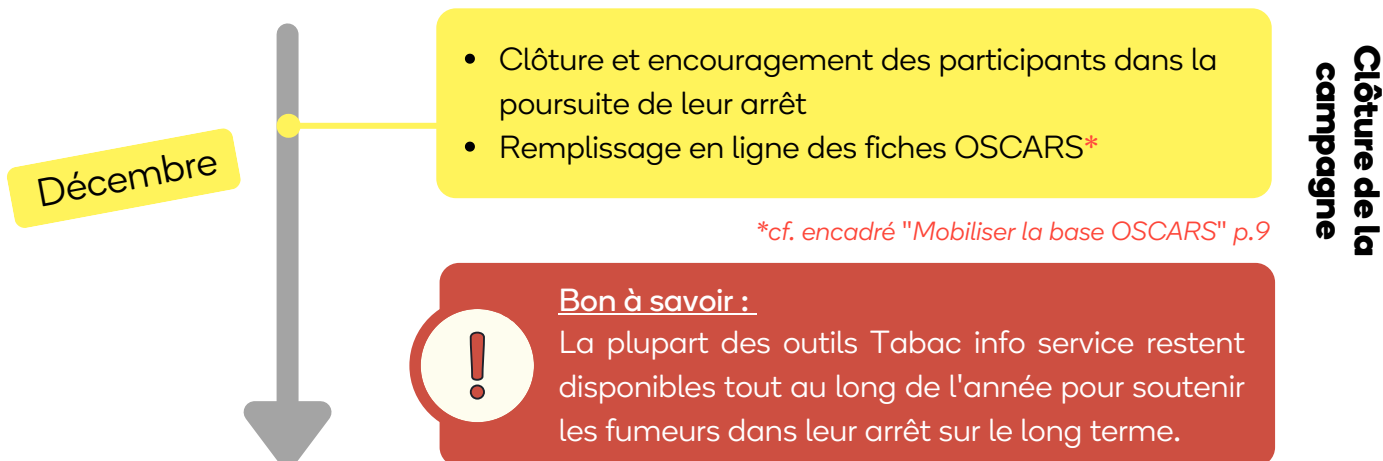 Décembre
• Clôture et encouragement des participants dans la
poursuite de leur arrêt
• Remplissage en ligne des fiches OSCARS*
*cf. encadré "Mobiliser la base OSCARS" p.9
Clôture de la
campagne
!
Bon à savoir :
La plupart des outils Tabac info service restent
disponibles tout au long de l'année pour soutenir
les fumeurs dans leur arrêt sur le long terme.